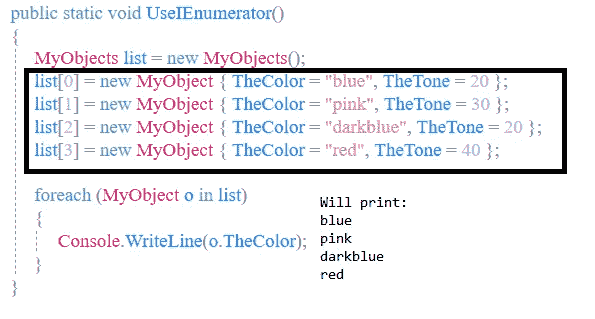 public static void UseIEnumerator()
{
MyObjects list = new MyObjects();
list[0] = new MyObject { TheColor = "blue", TheTone = 20 };
list[1] = new MyObject { TheColor = "pink", TheTone = 30 };
list[2] = new MyObject { TheColor = "darkblue", TheTone = 20 };
list[3] = new MyObject { TheColor = "red", TheTone = 40 };
foreach (MyObject o in list)
{
Console.WriteLine(o.TheColor);
}
}
Will print:
blue
pink
darkblue
red